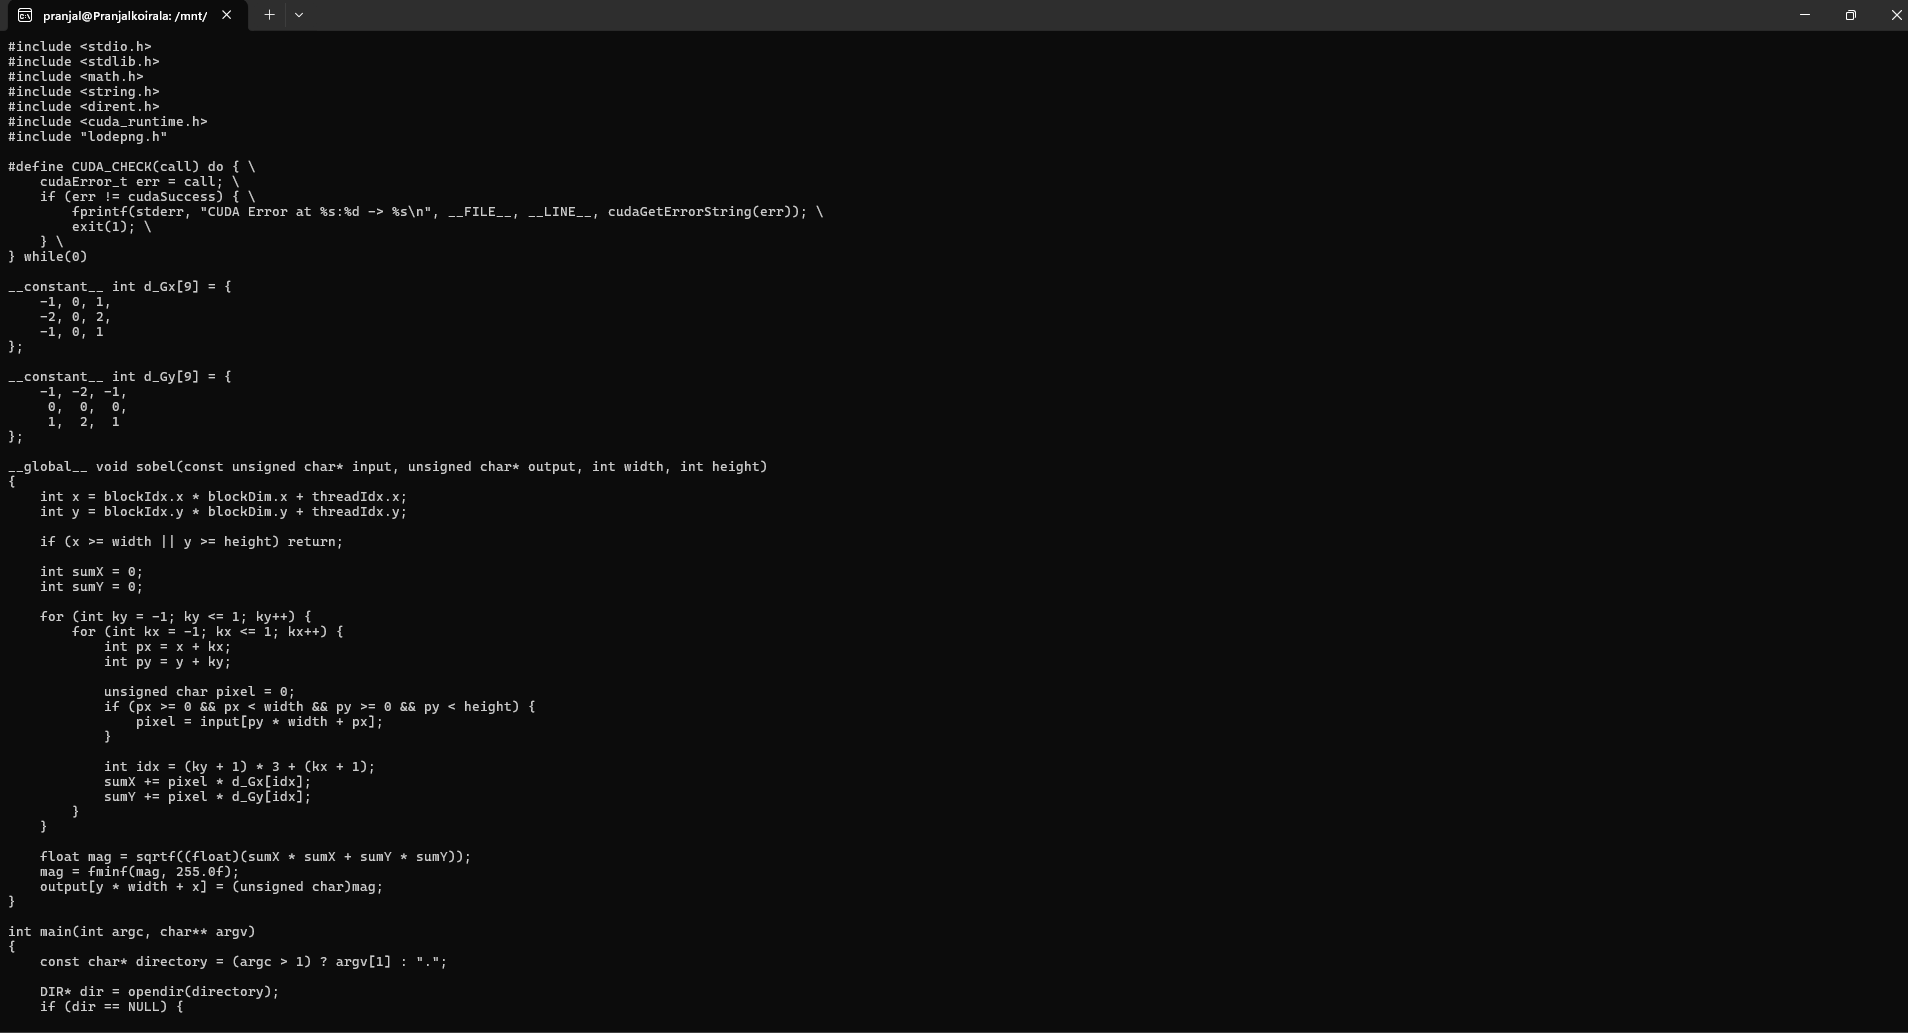 pranjal@Pranjalkoirala: /mnt/
#include <stdio.h>
#include <stdlib.h>
#include <math.h>
#include <string.h>
#include <dirent.h>
#include <cuda_runtime.h>
#include "lodepng.h"

#define CUDA_CHECK(call) do { \
    cudaError_t err = call; \
    if (err != cudaSuccess) { \
        fprintf(stderr, "CUDA Error at %s:%d -> %s\n", __FILE__, __LINE__, cudaGetErrorString(err)); \
        exit(1); \
    } \
} while(0)

__constant__ int d_Gx[9] = {
    -1, 0, 1,
    -2, 0, 2,
    -1, 0, 1
};

__constant__ int d_Gy[9] = {
    -1, -2, -1,
     0,  0,  0,
     1,  2,  1
};

__global__ void sobel(const unsigned char* input, unsigned char* output, int width, int height)
{
    int x = blockIdx.x * blockDim.x + threadIdx.x;
    int y = blockIdx.y * blockDim.y + threadIdx.y;

    if (x >= width || y >= height) return;

    int sumX = 0;
    int sumY = 0;

    for (int ky = -1; ky <= 1; ky++) {
        for (int kx = -1; kx <= 1; kx++) {
            int px = x + kx;
            int py = y + ky;

            unsigned char pixel = 0;
            if (px >= 0 && px < width && py >= 0 && py < height) {
                pixel = input[py * width + px];
            }

            int idx = (ky + 1) * 3 + (kx + 1);
            sumX += pixel * d_Gx[idx];
            sumY += pixel * d_Gy[idx];
        }
    }

    float mag = sqrtf((float)(sumX * sumX + sumY * sumY));
    mag = fminf(mag, 255.0f);
    output[y * width + x] = (unsigned char)mag;
}

int main(int argc, char** argv)
{
    const char* directory = (argc > 1) ? argv[1] : ".";

    DIR* dir = opendir(directory);
    if (dir == NULL) {